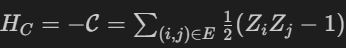 $H_C = -\mathcal{C} = \sum_{(i,j)\in E} \frac{1}{2}(Z_i Z_j - 1)$